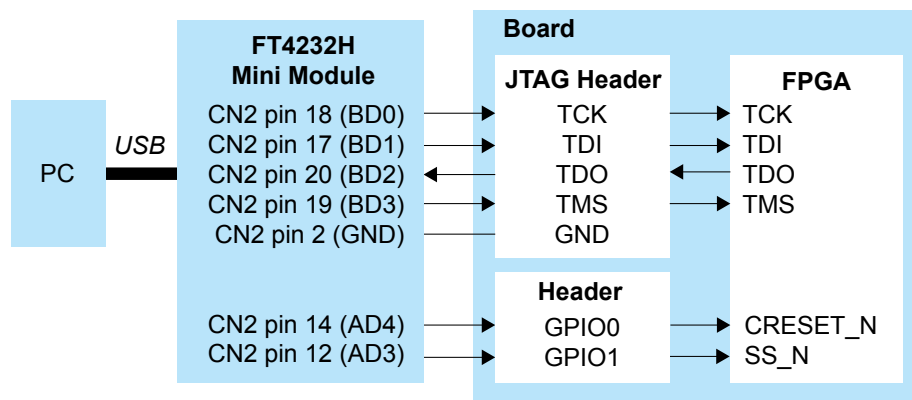 PC
USB
FT4232H
Mini Module
CN2 pin 18 (BD0)
CN2 pin 17 (BD1)
CN2 pin 20 (BD2)
CN2 pin 19 (BD3)
CN2 pin 2 (GND)
CN2 pin 14 (AD4)
CN2 pin 12 (AD3)
Board
JTAG Header
TCK
TDI
TDO
TMS
GND
Header
GPIO0
GPIO1
FPGA
TCK
TDI
TDO
TMS
CRESET_N
SS_N